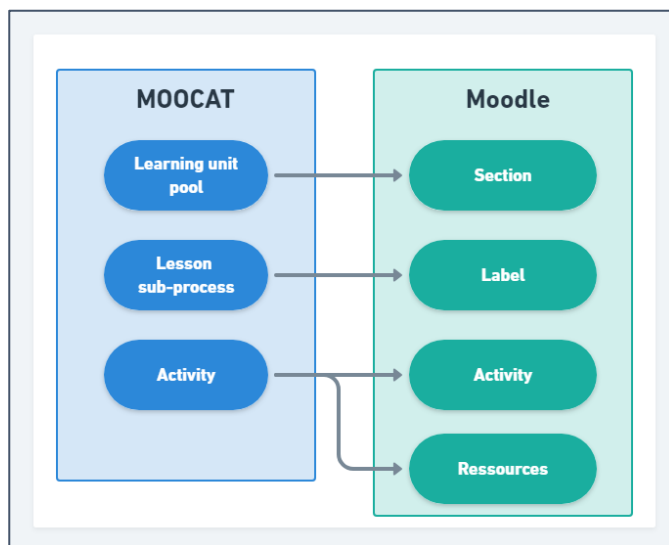 MOOCAT
Moodle
Learning unit
pool
Section
Lesson
sub-process
Label
Activity
Activity
Ressources